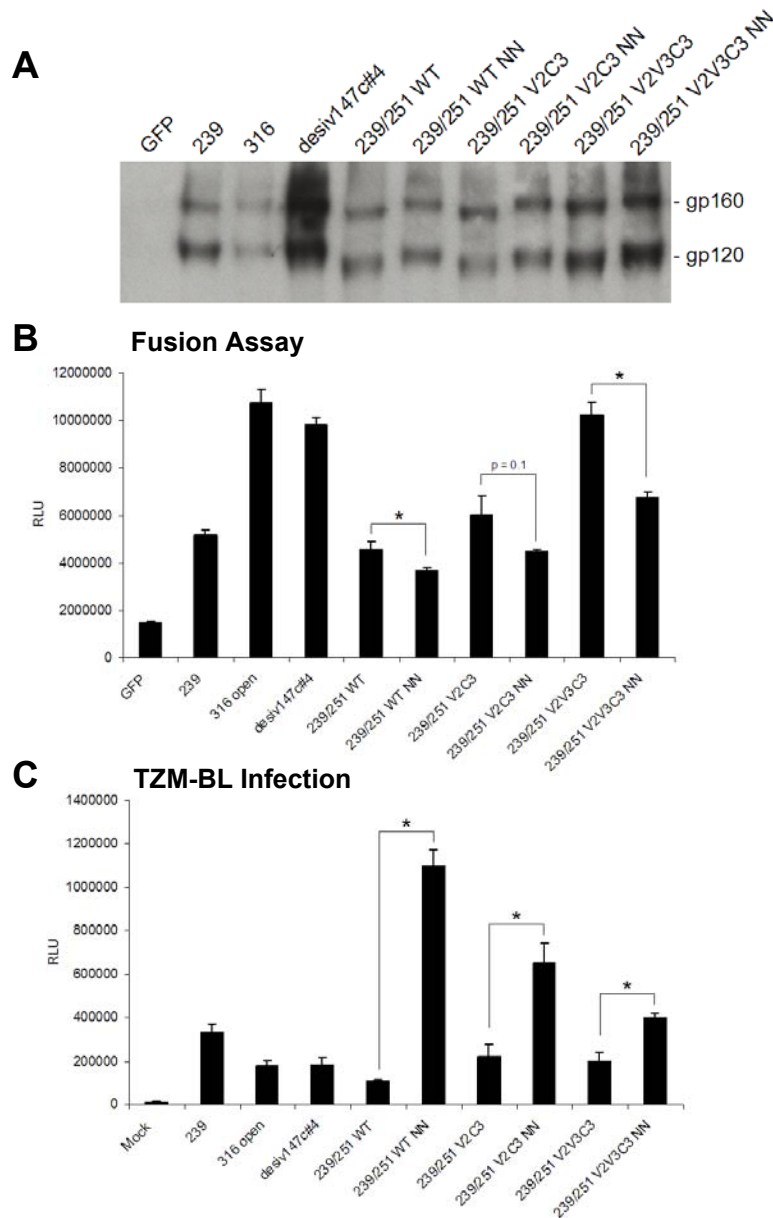 A
GFP
239
316
desiv147c#4
239/251 WT
239/251 WT NN
239/251 V2C3
239/251 V2C3 NN
239/251 V2V3C3
239/251 V2V3C3 NN
- gp160
- gp120
B
Fusion Assay
12000000
10000000
8000000
6000000
4000000
2000000
0
RLU
*
p = 0.1
*
GFP
239
316 open
desiv147c#4
239/251 WT
239/251 WT NN
239/251 V2C3
239/251 V2C3 NN
239/251 V2V3C3
239/251 V2V3C3 NN
C
TZM-BL Infection
1400000
1200000
1000000
800000
600000
400000
200000
0
RLU
*
*
*
Mock
239
316 open
desiv147c#4
239/251 WT
239/251 WT NN
239/251 V2C3
239/251 V2C3 NN
239/251 V2V3C3
239/251 V2V3C3 NN